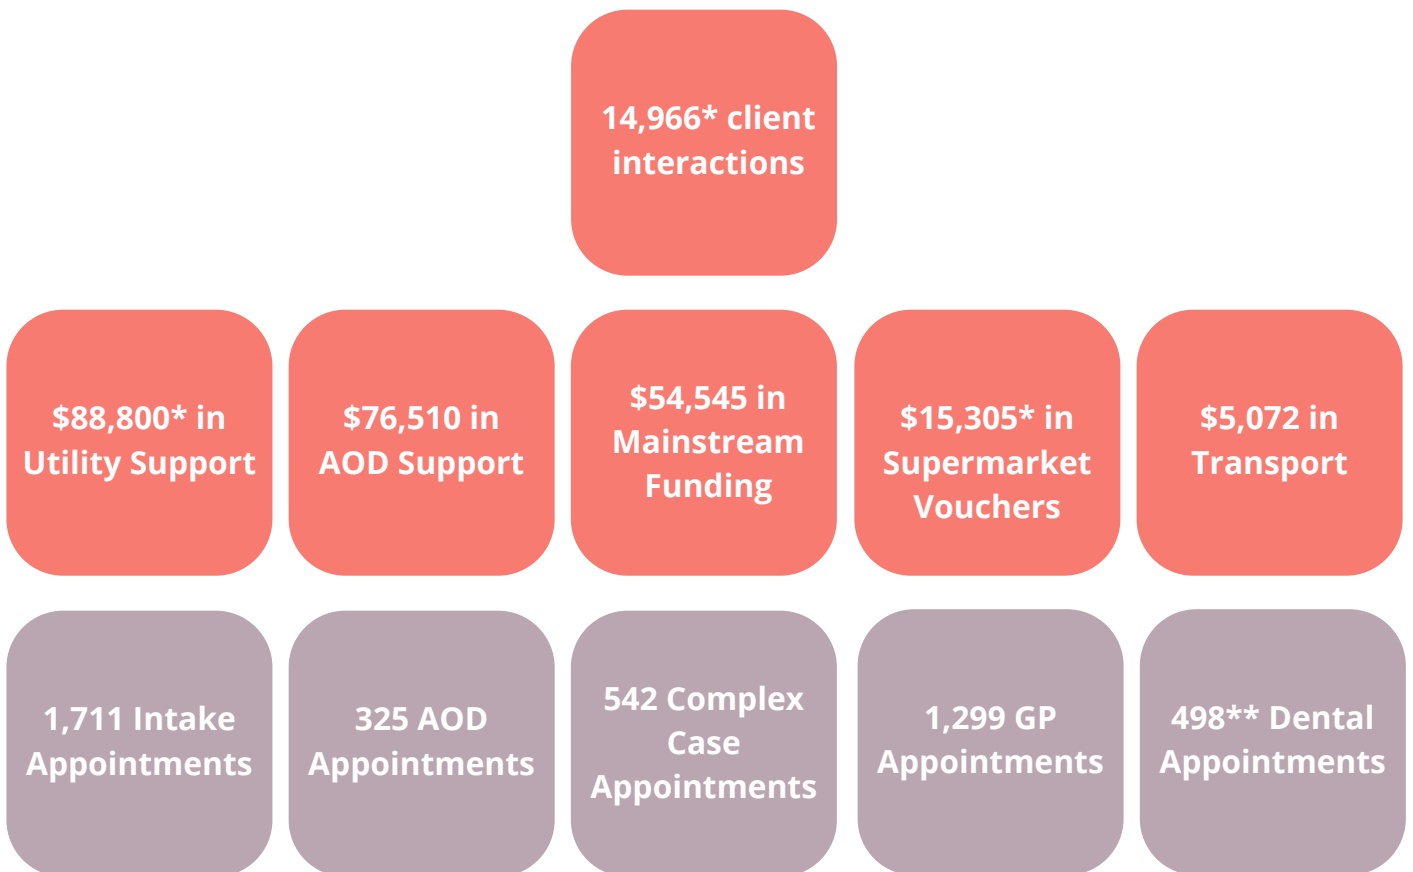 14,966* client
interactions
$88,800* in
Utility Support
$76,510 in
AOD Support
$54,545 in
Mainstream
Funding
$15,305* in
Supermarket
Vouchers
$5,072 in
Transport
1,711 Intake
Appointments
325 AOD
Appointments
542 Complex
Case
Appointments
1,299 GP
Appointments
498** Dental
Appointments